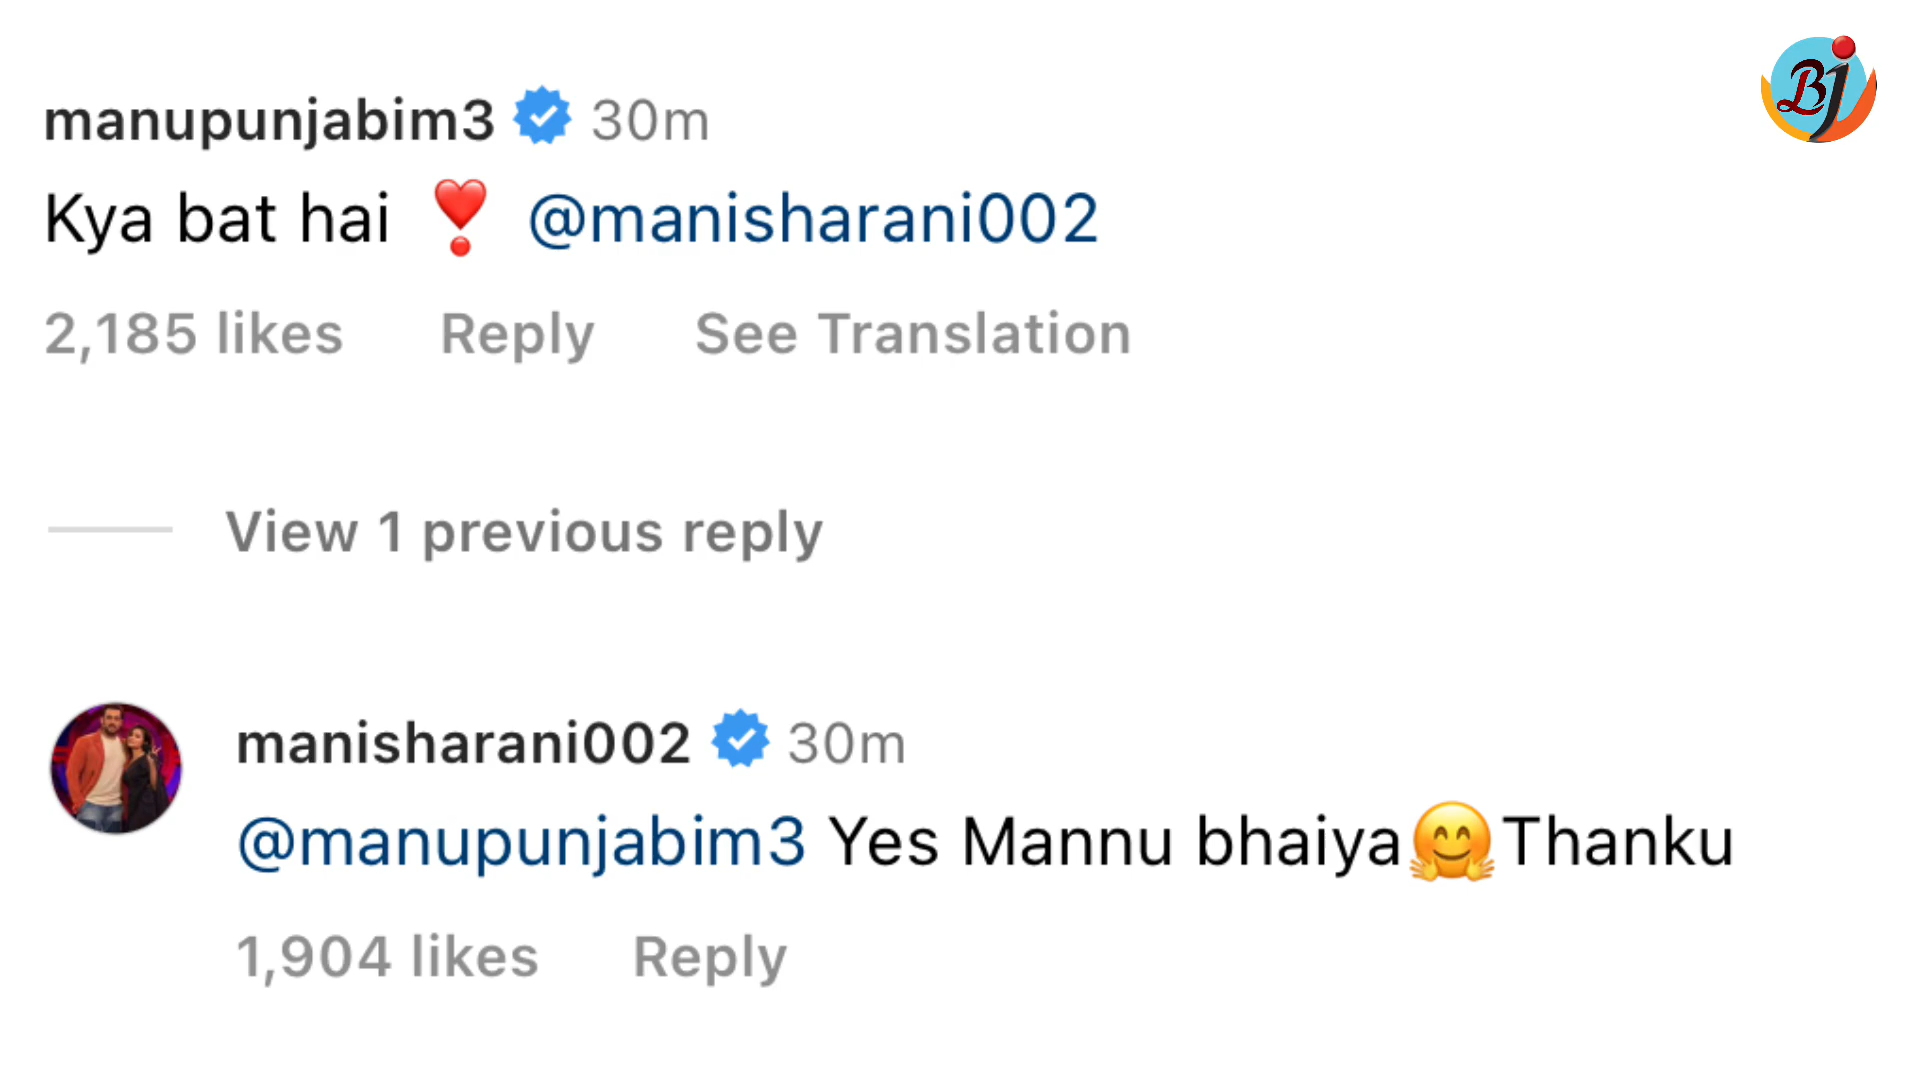 manupunjabim3 30m
Kya bat hai ❣️ @manisharani002
2,185 likes Reply See Translation
View 1 previous reply
manisharani002 30m
@manupunjabim3 Yes Mannu bhaiya🤗Thanku
1,904 likes Reply
BJ